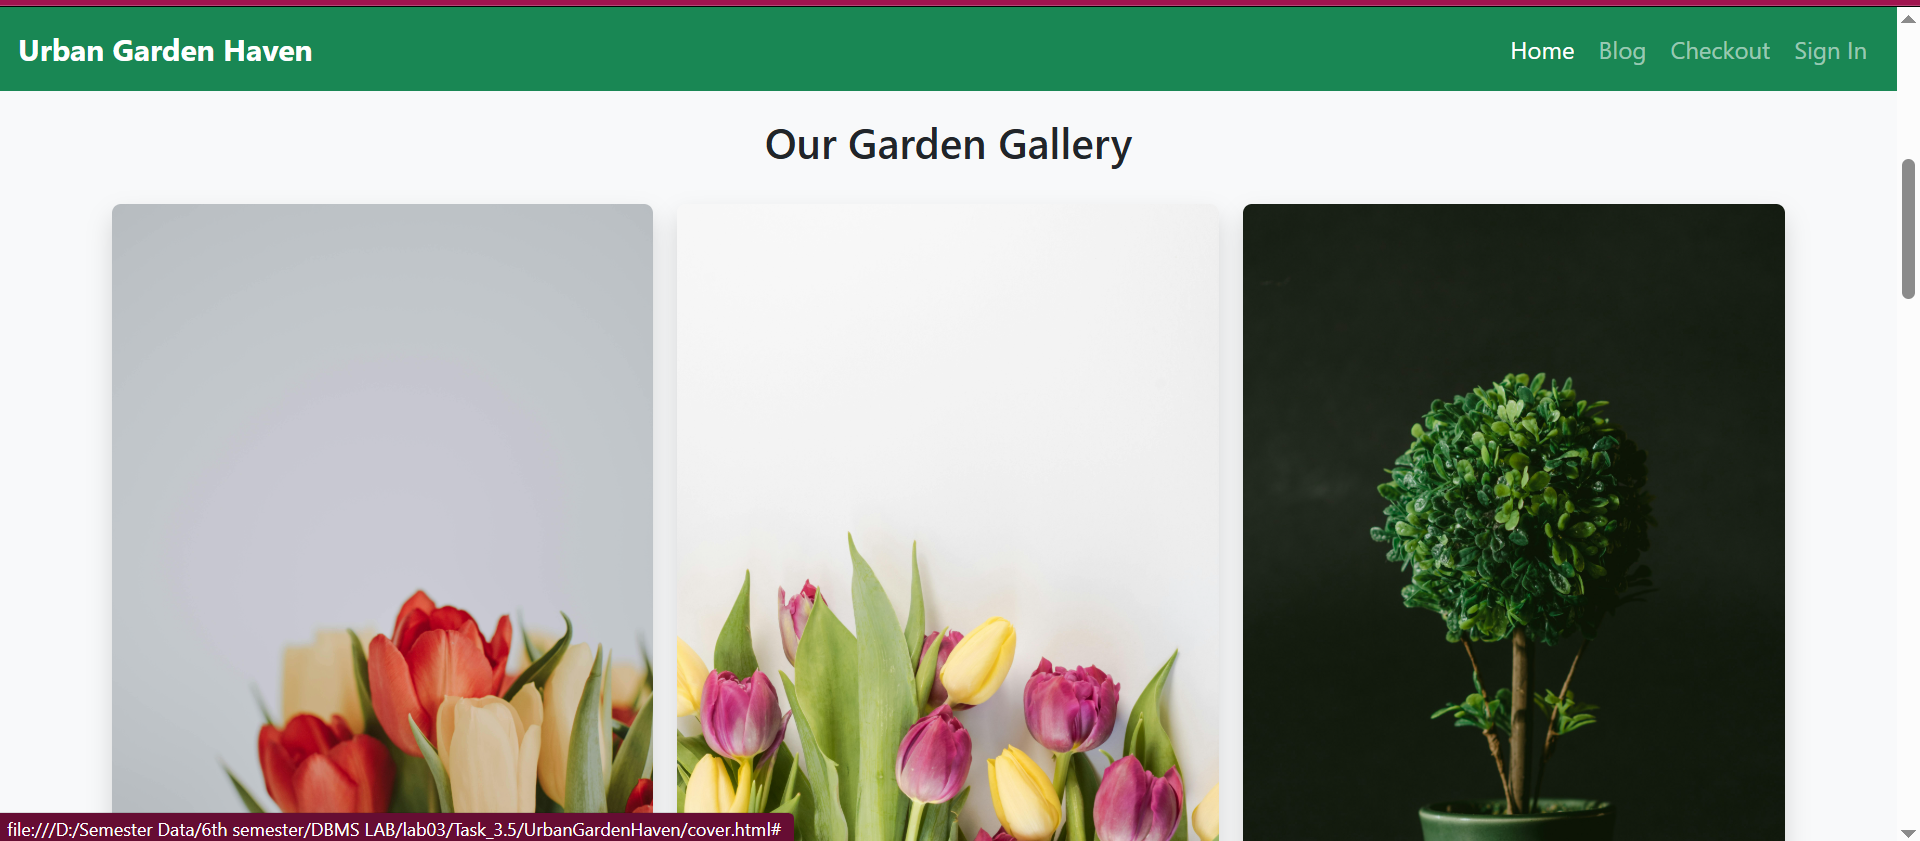 Urban Garden Haven
Home Blog Checkout Sign In
Our Garden Gallery
file:///D:/Semester Data/6th semester/DBMS LAB/lab03/Task_3.5/UrbanGardenHaven/cover.html#